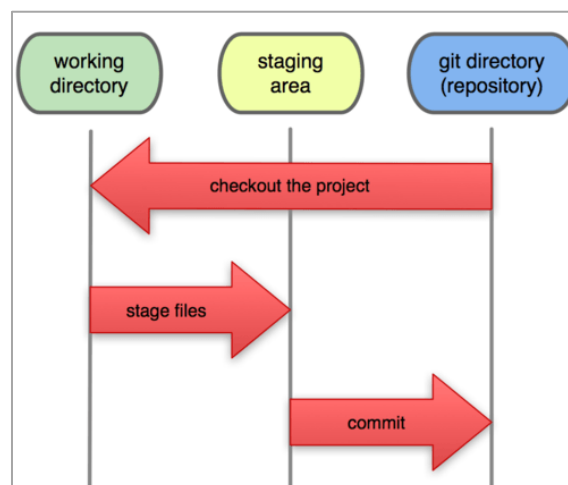 working
directory
staging
area
git directory
(repository)
checkout the project
stage files
commit